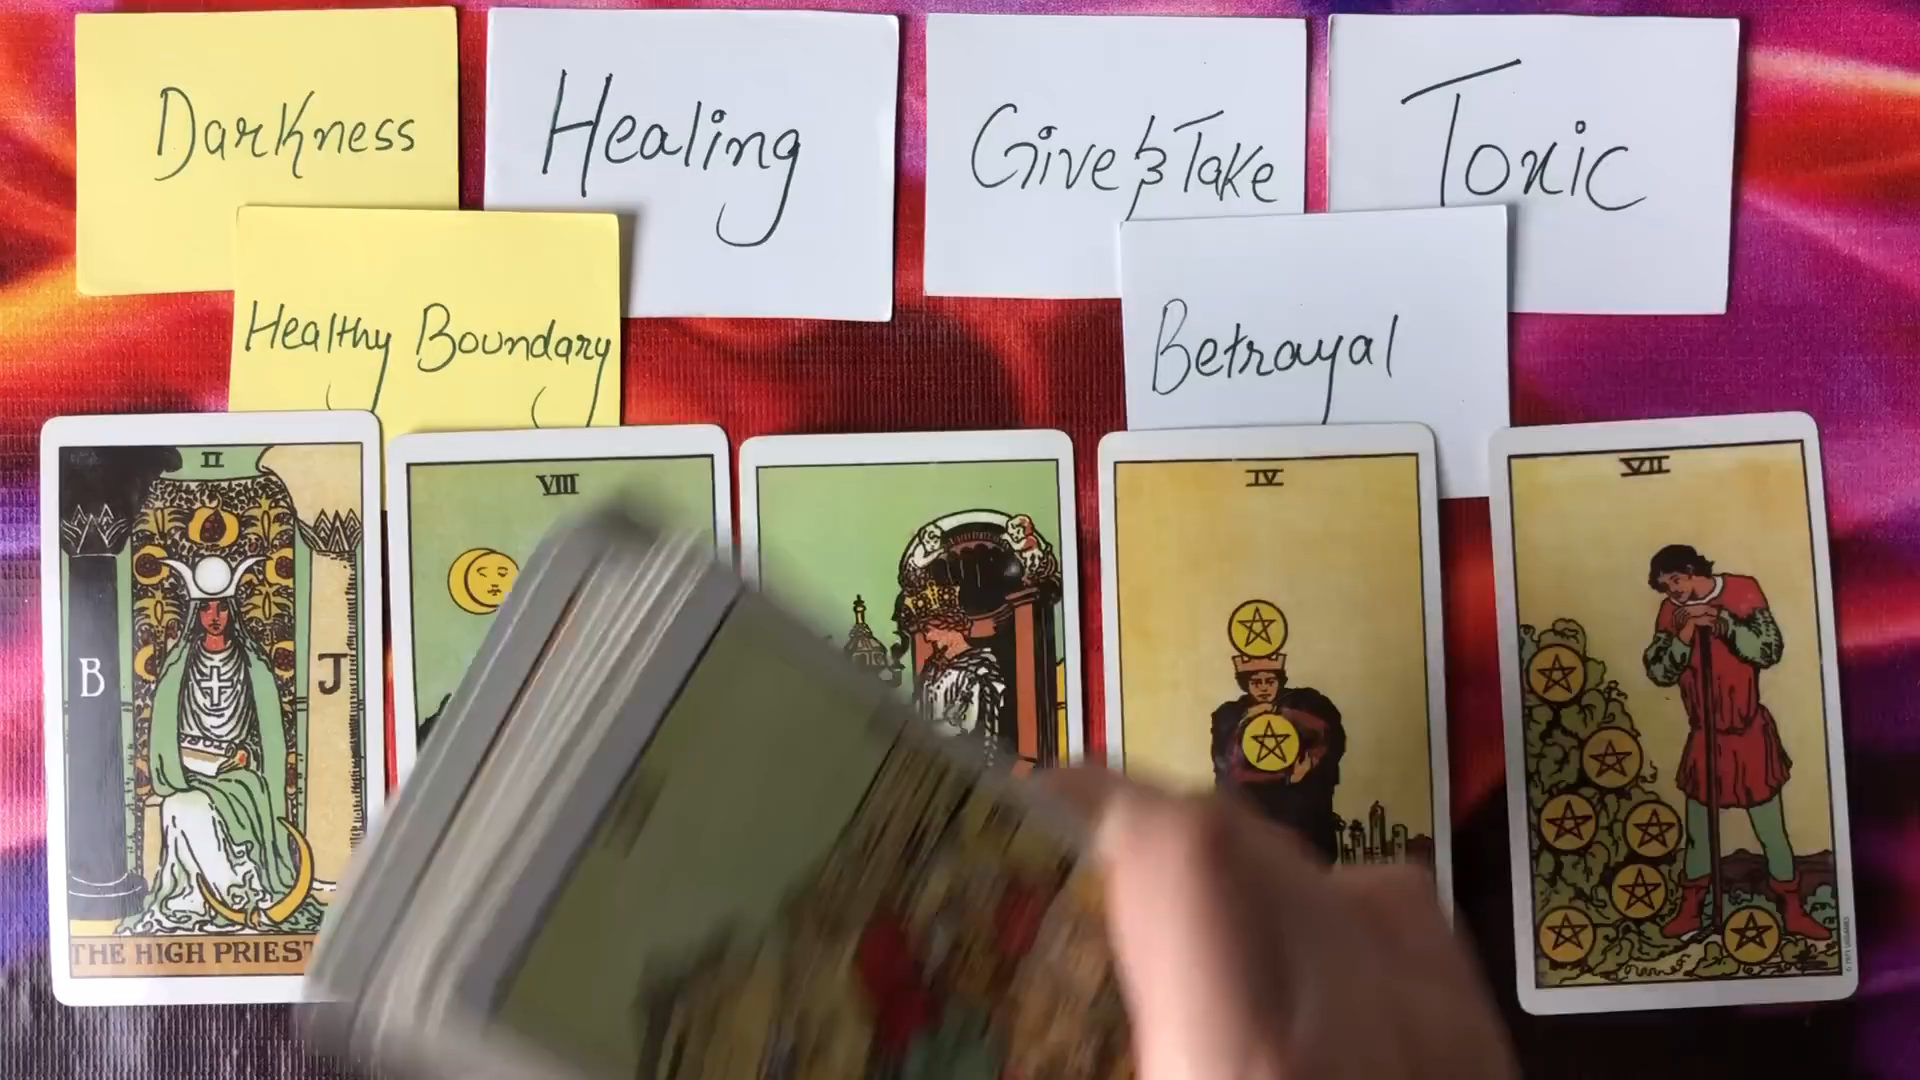 Darkness
Healing
Give & Take
Toxic
Healthy Boundary
Betrayal
II
VIII
IV
VII
B
J
THE HIGH PRIEST